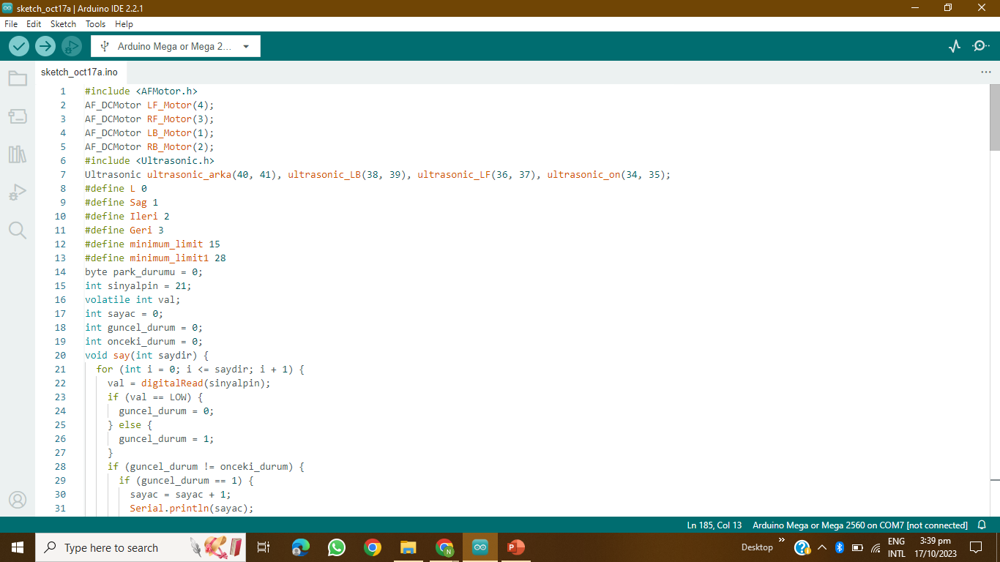 sketch_oct17a | Arduino IDE 2.2.1
File Edit Sketch Tools Help
Arduino Mega or Mega 2...
sketch_oct17a.ino
1 #include <AFMotor.h>
2 AF_DCMotor LF_Motor(4);
3 AF_DCMotor RF_Motor(3);
4 AF_DCMotor LB_Motor(1);
5 AF_DCMotor RB_Motor(2);
6 #include <Ultrasonic.h>
7 Ultrasonic ultrasonic_arka(40, 41), ultrasonic_LB(38, 39), ultrasonic_LF(36, 37), ultrasonic_on(34, 35);
8 #define L 0
9 #define Sag 1
10 #define Ileri 2
11 #define Geri 3
12 #define minimum_limit 15
13 #define minimum_limit1 28
14 byte park_durumu = 0;
15 int sinyalpin = 21;
16 volatile int val;
17 int sayac = 0;
18 int guncel_durum = 0;
19 int onceki_durum = 0;
20 void say(int saydir) {
21 for (int i = 0; i <= saydir; i + 1) {
22 val = digitalRead(sinyalpin);
23 if (val == LOW) {
24 guncel_durum = 0;
25 } else {
26 guncel_durum = 1;
27 }
28 if (guncel_durum != onceki_durum) {
29 if (guncel_durum == 1) {
30 sayac = sayac + 1;
31 Serial.println(sayac);
Ln 185, Col 13 Arduino Mega or Mega 2560 on COM7 [not connected]
Type here to search
Desktop
ENG
INTL
3:39 pm
17/10/2023